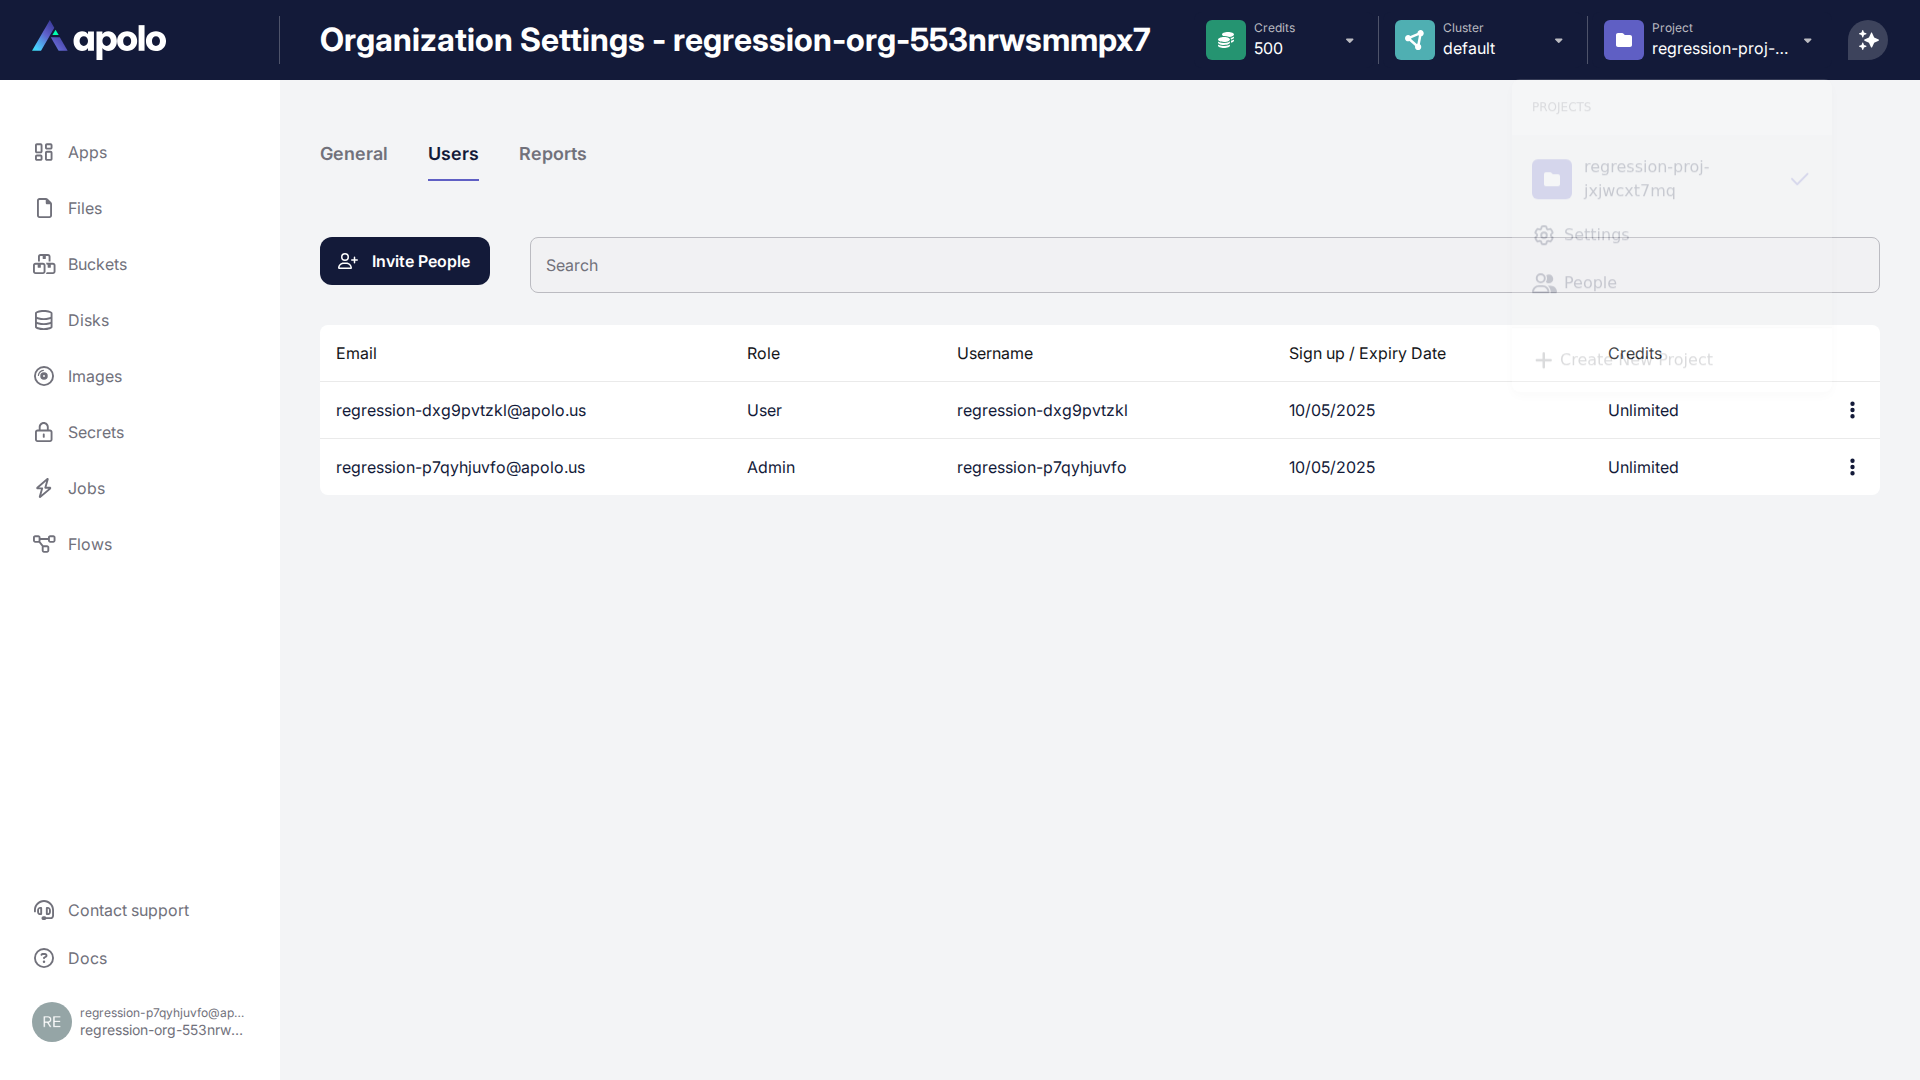 apolo
Organization Settings - regression-org-553nrwsmmpx7
Credits
500
Cluster
default
Project
regression-proj-...
Apps
Files
Buckets
Disks
Images
Secrets
Jobs
Flows
Contact support
Docs
RE
regression-p7qyhjuvfo@ap...
regression-org-553nrw...
General Users Reports
PROJECTS
regression-proj-
jxjwcxt7mq
Settings
People
Create New Project
Invite People
Search
Email Role Username Sign up / Expiry Date Credits
regression-dxg9pvtzkl@apolo.us User regression-dxg9pvtzkl 10/05/2025 Unlimited
regression-p7qyhjuvfo@apolo.us Admin regression-p7qyhjuvfo 10/05/2025 Unlimited